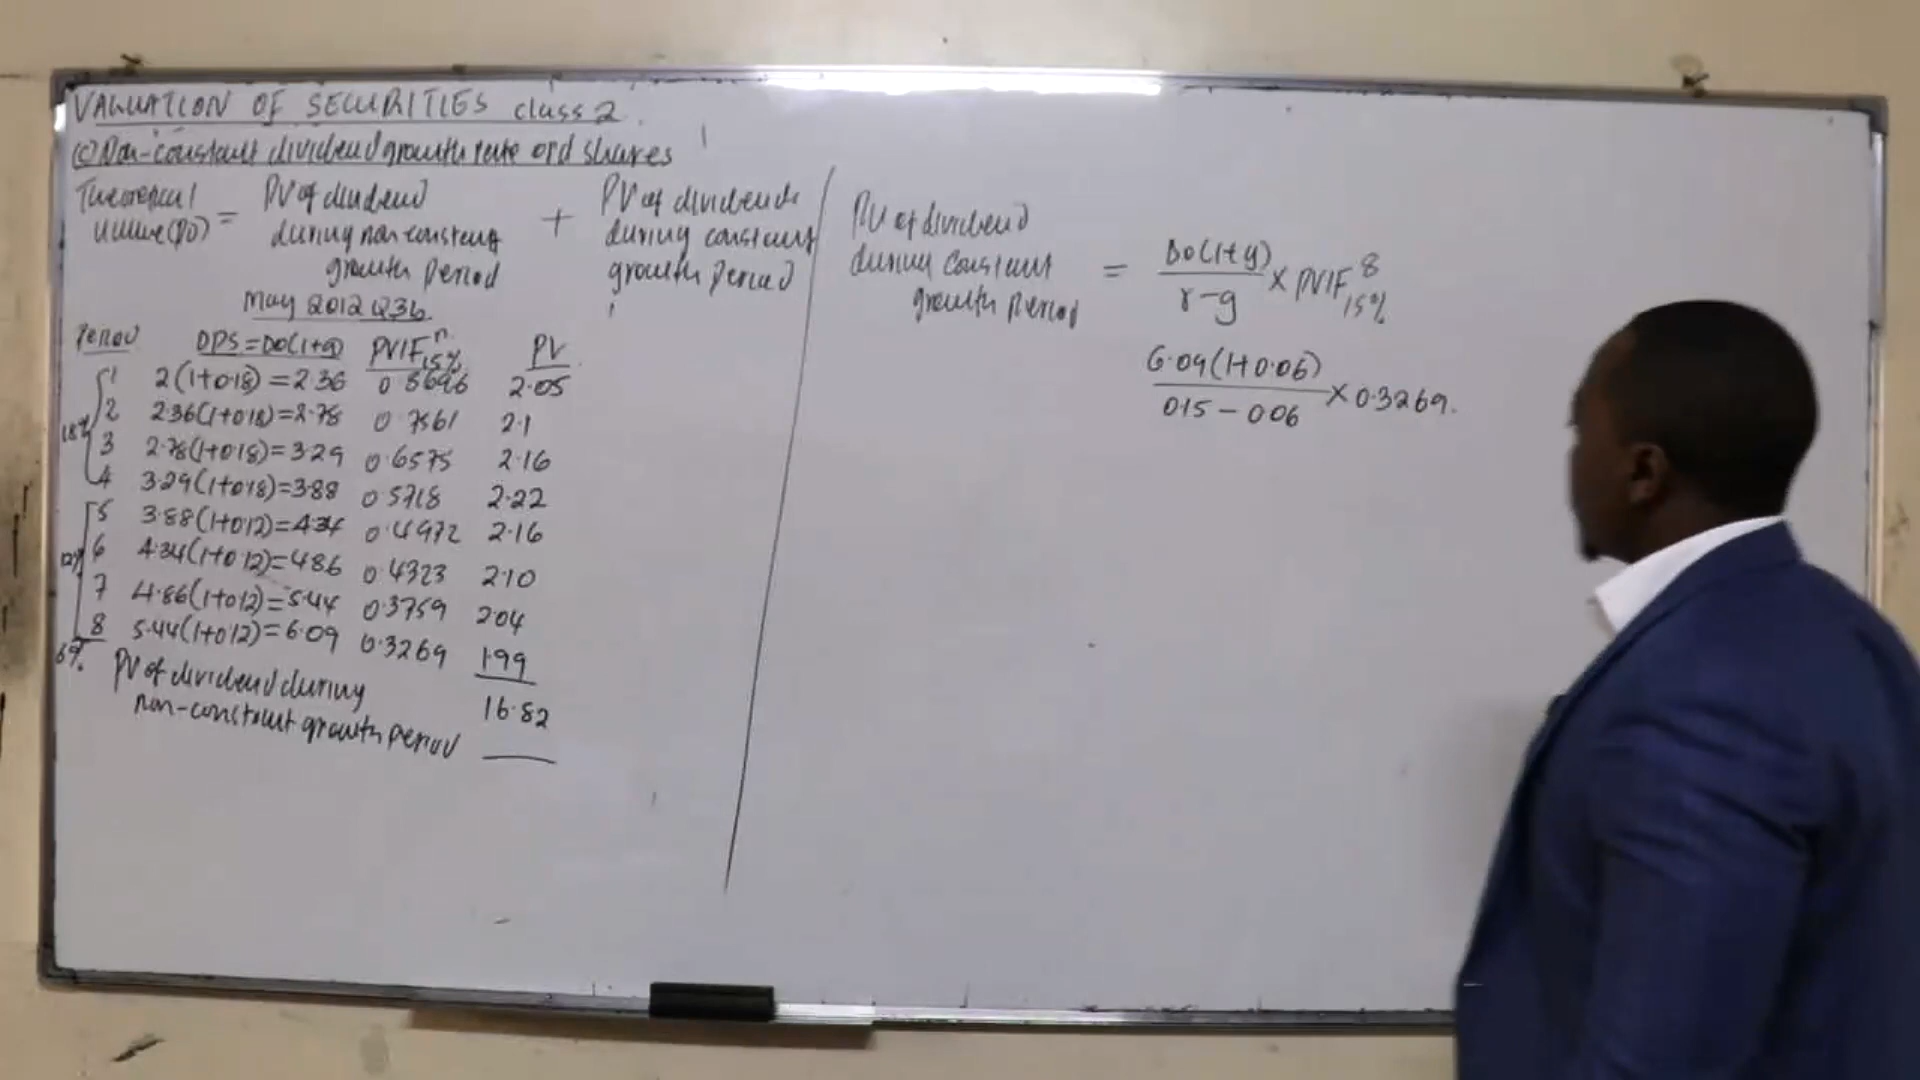 VALUATION OF SECURITIES class 2
(c) Non-constant dividend growth rate ord shares
Theoretical value (P0) = PV of dividend during non constant growth period + PV of dividends during constant growth period
May 2012 Q3b
Period DPS = D0(1+g) PVIF15%^n PV
1 2(1+0.18) = 2.36 0.8696 2.05
2 2.36(1+0.18) = 2.78 0.7561 2.1
18% 3 2.78(1+0.18) = 3.29 0.6575 2.16
4 3.29(1+0.18) = 3.88 0.5718 2.22
5 3.88(1+0.12) = 4.34 0.4972 2.16
12% 6 4.34(1+0.12) = 4.86 0.4323 2.10
7 4.86(1+0.12) = 5.44 0.3759 2.04
8 5.44(1+0.12) = 6.09 0.3269 1.99
6%
PV of dividend during
non-constant growth period 16.82
PV of dividend
during constant
growth period
= D0(1+g) / r-g × PVIF15%^8
6.09(1+0.06) / 0.15 - 0.06 × 0.3269.